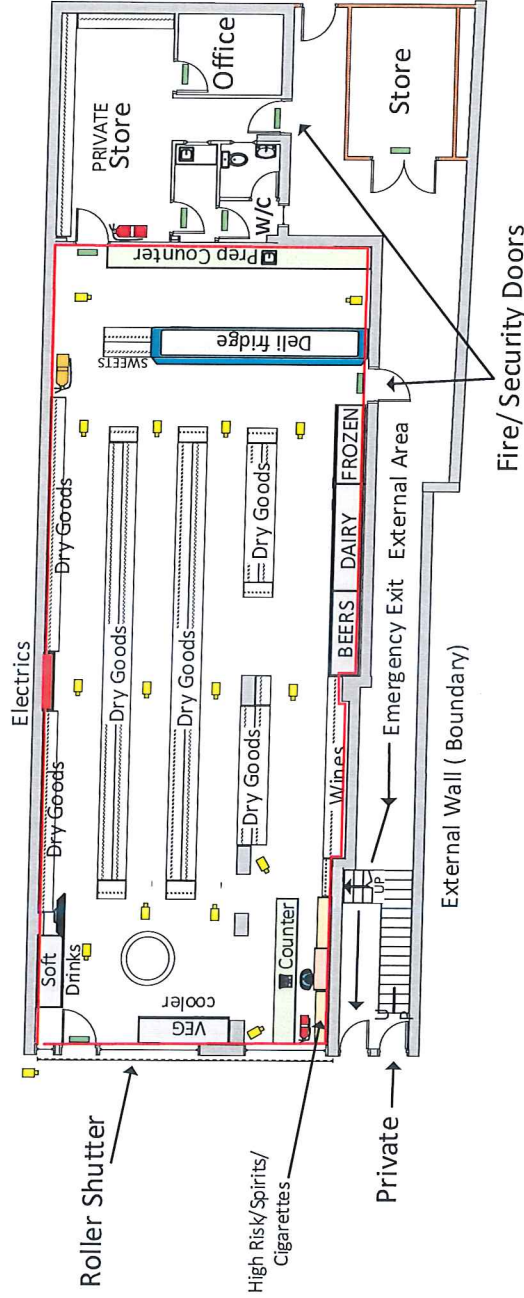 Electrics
PRIVATE
Store
Office
W/C
Store
Prep Counter
Deli fridge
SWEETS
Dry Goods
Dry Goods
Dry Goods
Dry Goods
Dry Goods
Dry Goods
Soft
Drinks
cooler
VEG
Counter
Wines
BEERS
DAIRY
FROZEN
UP
Roller Shutter
High Risk/Spirits/
Cigarettes
Private
Emergency Exit
External Area
External Wall ( Boundary)
Fire/ Security Doors